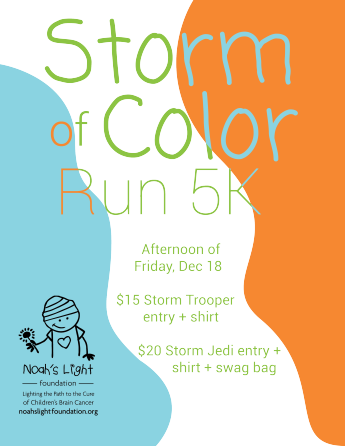 Storm
of Color
Run 5K
Afternoon of
Friday, Dec 18
$15 Storm Trooper
entry + shirt
$20 Storm Jedi entry +
shirt + swag bag
Noah's Light
foundation
Lighting the Path to the Cure
of Children's Brain Cancer
noahslightfoundation.org